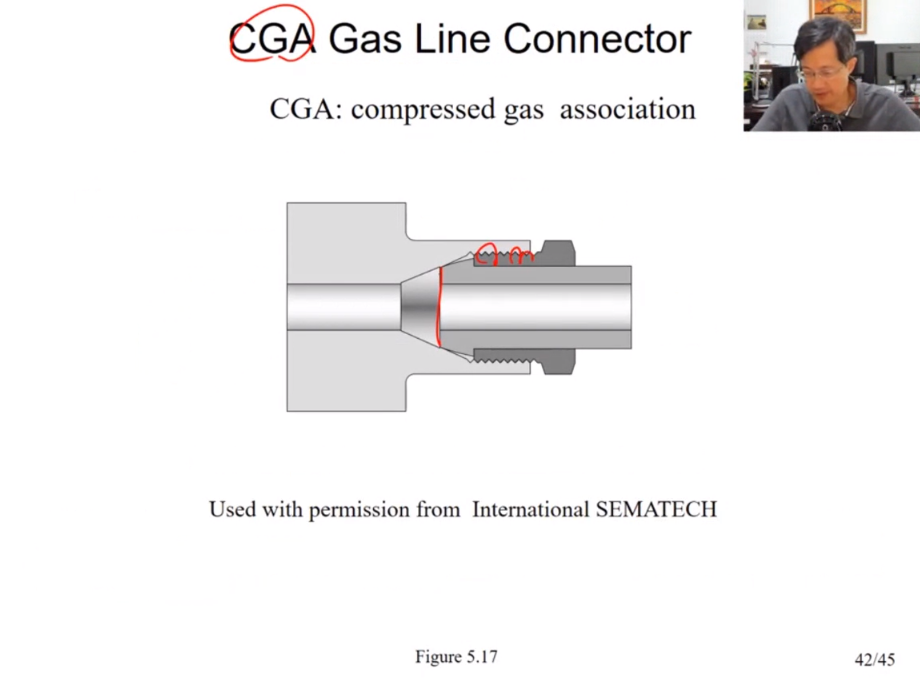 CGA Gas Line Connector
CGA: compressed gas association
Used with permission from International SEMATECH
Figure 5.17
42/45